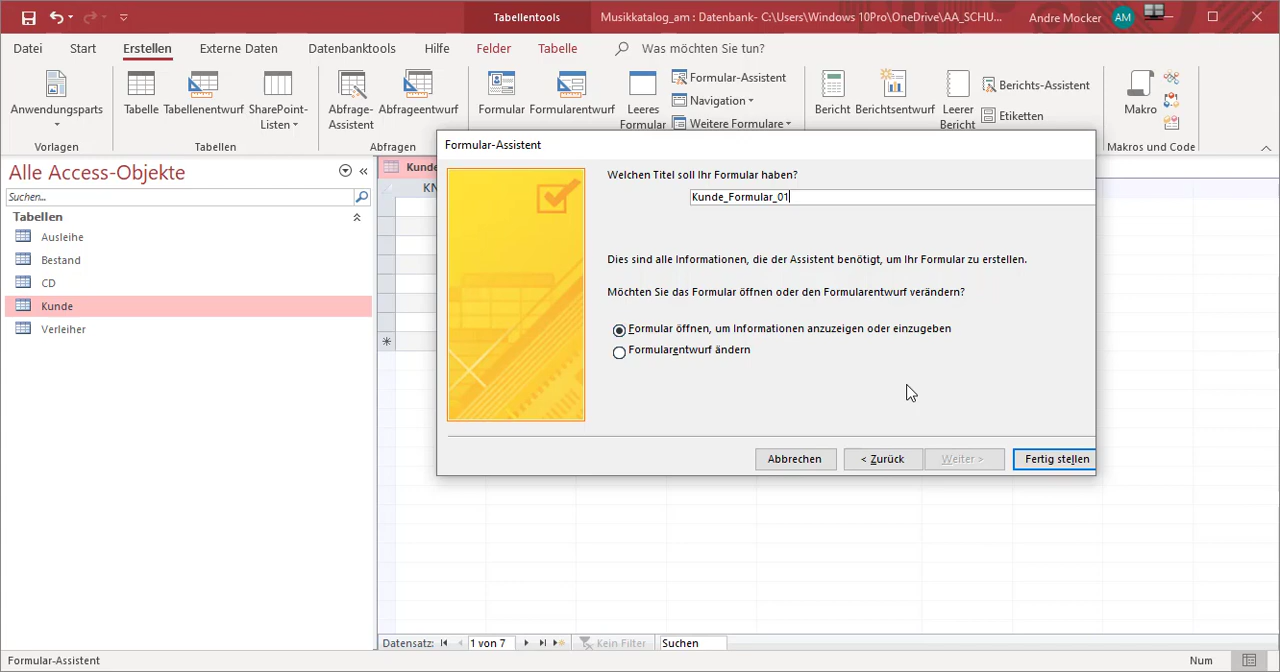 Tabellentools
Musikkatalog_am : Datenbank- C:\Users\Windows 10Pro\OneDrive\AA_SCHU...
Andre Mocker
AM
Datei
Start
Erstellen
Externe Daten
Datenbanktools
Hilfe
Felder
Tabelle
Was möchten Sie tun?
Anwendungsparts
Tabelle
Tabellenentwurf
SharePoint-
Listen
Abfrage-
Assistent
Abfrageentwurf
Formular
Formularentwurf
Leeres
Formular
Formular-Assistent
Navigation
Weitere Formulare
Bericht
Berichtsentwurf
Leerer
Bericht
Berichts-Assistent
Etiketten
Makro
Vorlagen
Tabellen
Abfragen
Makros und Code
Alle Access-Objekte
Suchen...
Tabellen
Ausleihe
Bestand
CD
Kunde
Verleiher
Kunde
KN
Formular-Assistent
Welchen Titel soll Ihr Formular haben?
Kunde_Formular_01
Dies sind alle Informationen, die der Assistent benötigt, um Ihr Formular zu erstellen.
Möchten Sie das Formular öffnen oder den Formularentwurf verändern?
Formular öffnen, um Informationen anzuzeigen oder einzugeben
Formularentwurf ändern
Abbrechen
< Zurück
Weiter >
Fertig stellen
Datensatz:
1 von 7
Kein Filter
Suchen
Formular-Assistent
Num